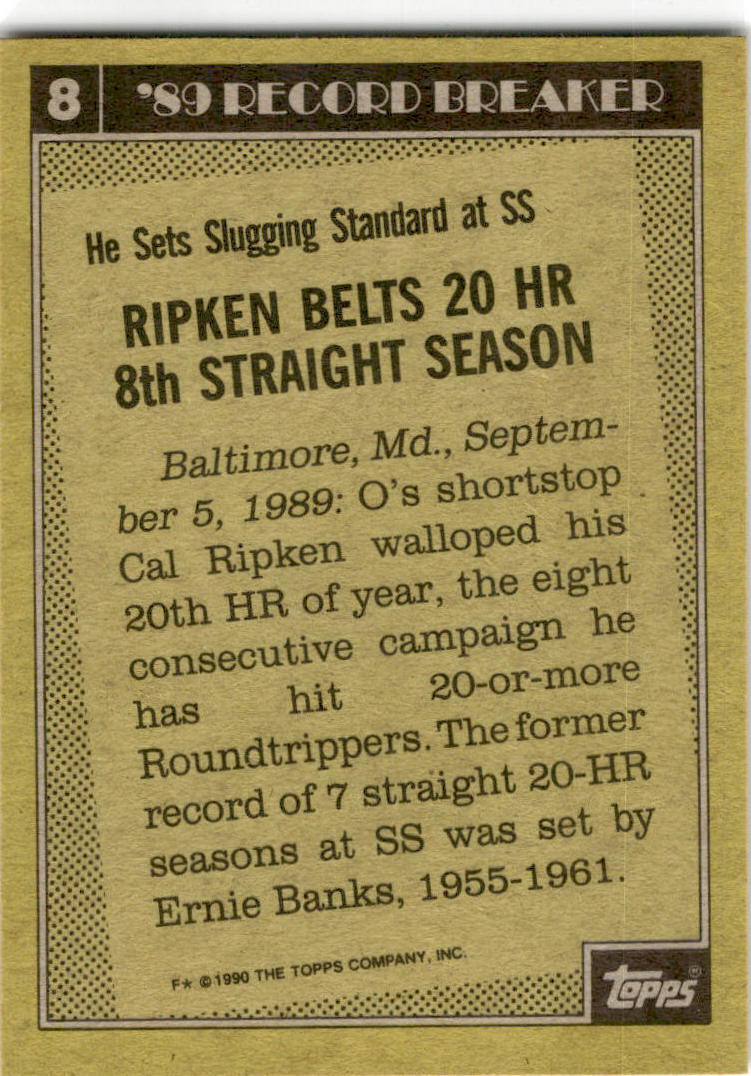 8 '89 RECORD BREAKER
He Sets Slugging Standard at SS
RIPKEN BELTS 20 HR
8th STRAIGHT SEASON
Baltimore, Md., Septem-
ber 5, 1989: O's shortstop
Cal Ripken walloped his
20th HR of year, the eight
consecutive campaign he
has hit 20-or-more
Roundtrippers. The former
record of 7 straight 20-HR
seasons at SS was set by
Ernie Banks, 1955-1961.
F★ ©1990 THE TOPPS COMPANY, INC.
topps®